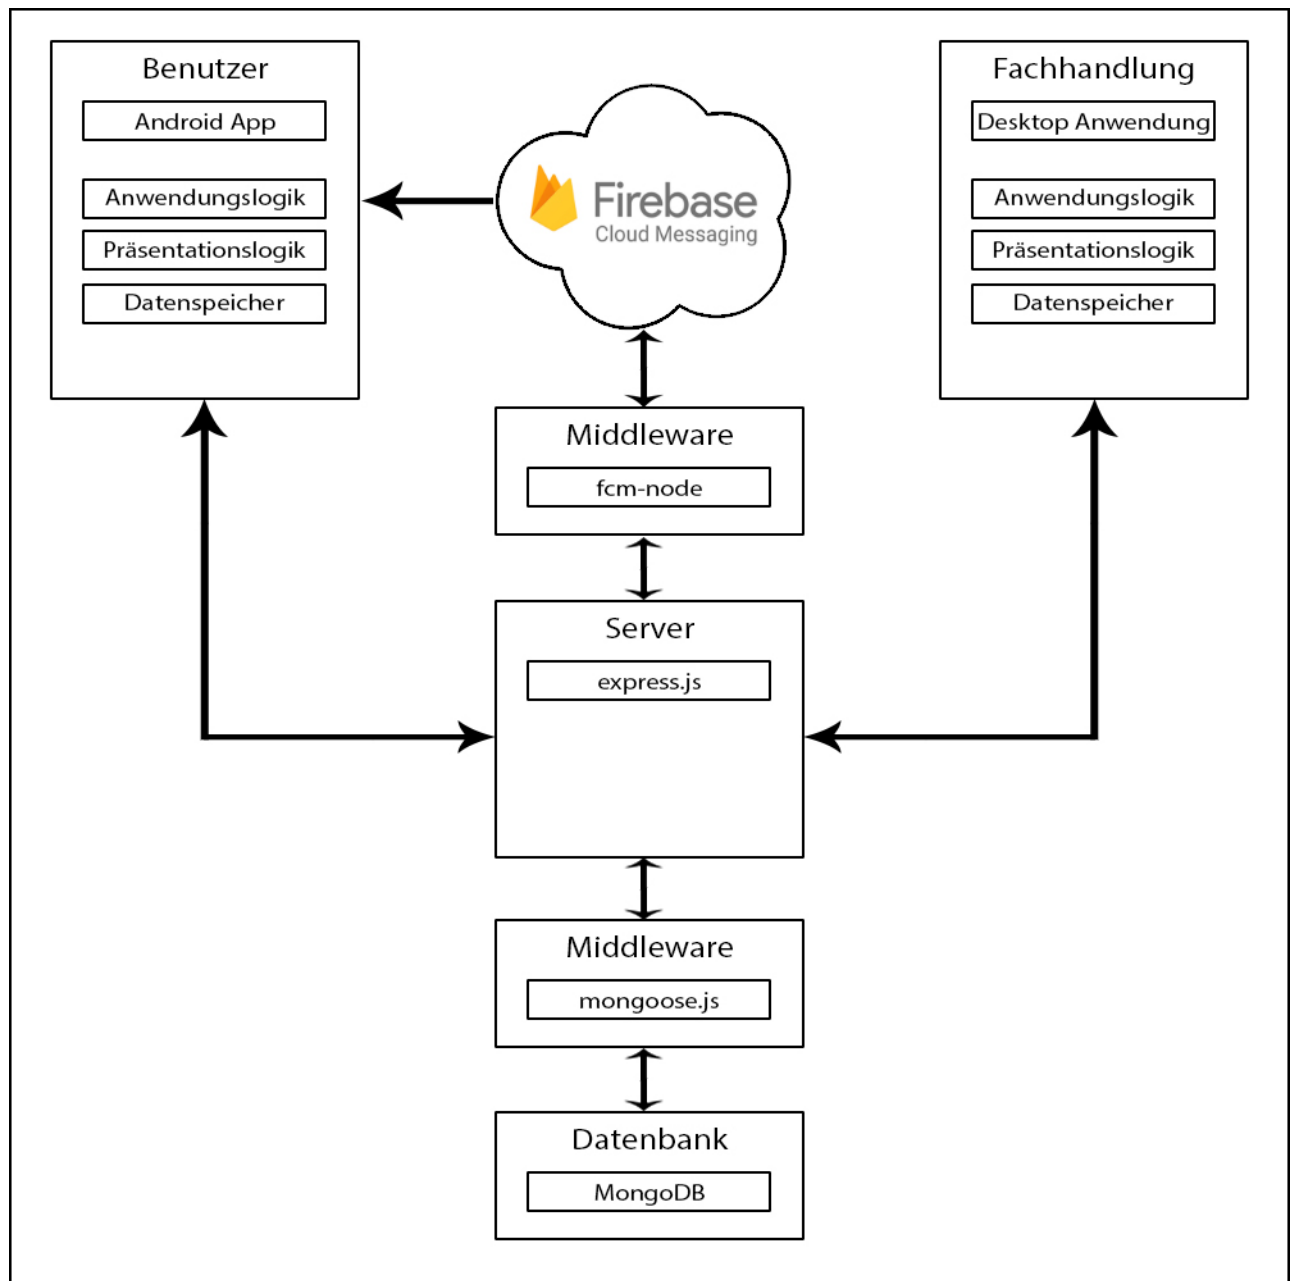 Benutzer
Android App
Anwendungslogik
Präsentationslogik
Datenspeicher
Firebase
Cloud Messaging
Fachhandlung
Desktop Anwendung
Anwendungslogik
Präsentationslogik
Datenspeicher
Middleware
fcm-node
Server
express.js
Middleware
mongoose.js
Datenbank
MongoDB